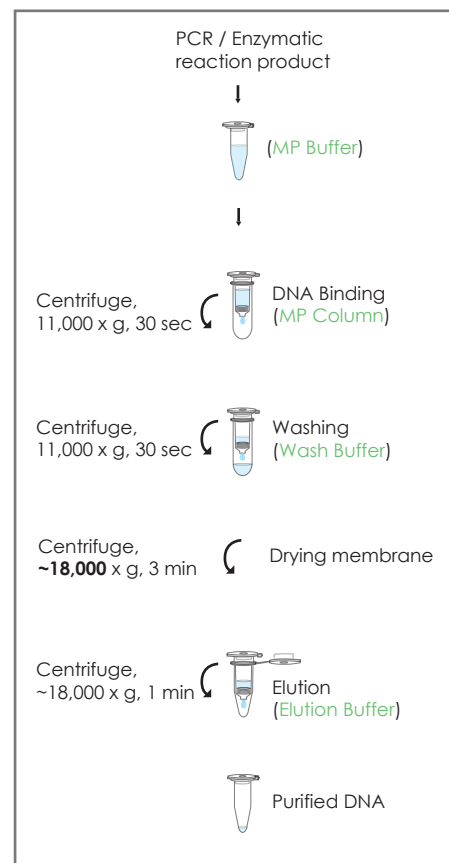 PCR / Enzymatic
reaction product
(MP Buffer)
Centrifuge,
11,000 x g, 30 sec
DNA Binding
(MP Column)
Centrifuge,
11,000 x g, 30 sec
Washing
(Wash Buffer)
Centrifuge,
~18,000 x g, 3 min
Drying membrane
Centrifuge,
~18,000 x g, 1 min
Elution
(Elution Buffer)
Purified DNA